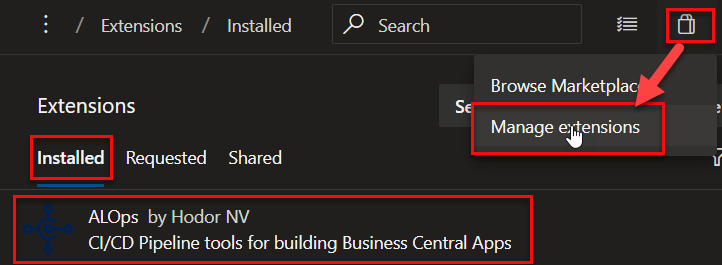 / Extensions / Installed
Search
Browse Marketplace
Extensions
Se
Manage extensions
Installed Requested Shared
ALOps by Hodor NV
CI/CD Pipeline tools for building Business Central Apps